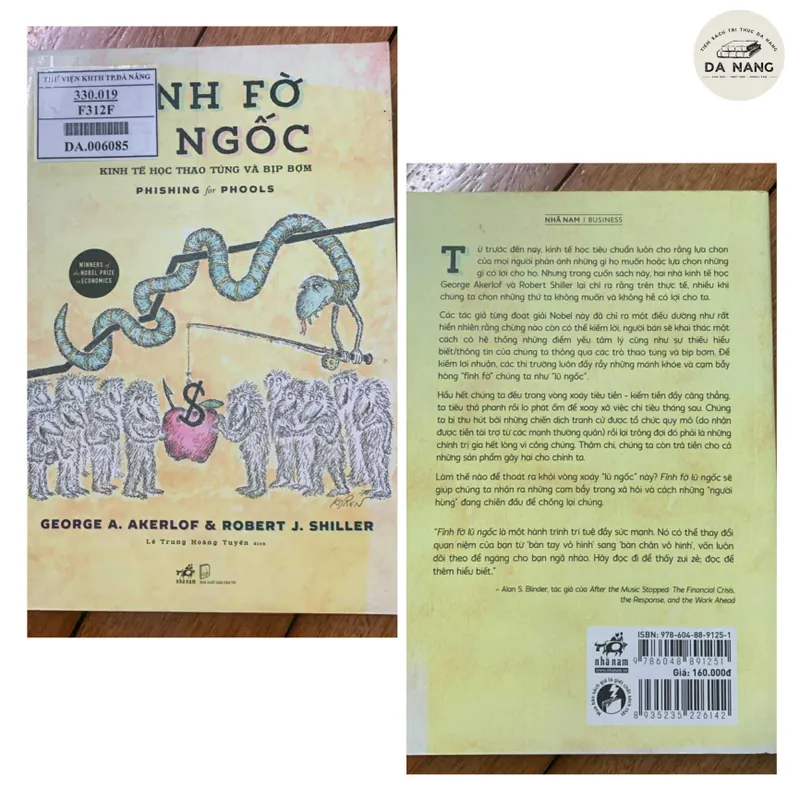 TIỆM SÁCH TRI THỨC ĐÀ NẴNG
DA NANG
THƯ VIỆN KHTH TP.ĐÀ NẴNG
330.019
F312F
DA.006085
NH FỜ
NGỐC
KINH TẾ HỌC THAO TÚNG VÀ BỊP BỢM
PHISHING for PHOOLS
WINNERS of the NOBEL PRIZE in ECONOMICS
$
GEORGE A. AKERLOF & ROBERT J. SHILLER
Lê Trung Hoàng Tuyến dịch
nhã nam
NHÃ NAM | BUSINESS
Từ trước đến nay, kinh tế học tiêu chuẩn luôn cho rằng lựa chọn
của mọi người phản ánh những gì họ muốn hoặc lựa chọn những
gì có lợi cho họ. Nhưng trong cuốn sách này, hai nhà kinh tế học
George Akerlof và Robert Shiller lại chỉ ra rằng trên thực tế, nhiều khi
chúng ta chọn những thứ ta không muốn và không hề có lợi cho ta.
Các tác giả từng đoạt giải Nobel này đã chỉ ra một điều dường như rất
hiển nhiên rằng chừng nào còn có thể kiếm lời, người bán sẽ khai thác một
cách có hệ thống những điểm yếu tâm lý cũng như sự thiếu hiểu
biết/thông tin của chúng ta thông qua các trò thao túng và bịp bợm. Để
kiếm lợi nhuận, các thị trường luôn đầy rẫy những mánh khóe và cạm bẫy
hòng "fỉnh fờ" chúng ta như "lũ ngốc".
Hầu hết chúng ta đều trong vòng xoáy tiêu tiền - kiếm tiền đầy căng thẳng,
ta tiêu thả phanh rồi lo phát ốm để xoay xở việc chi tiêu tháng sau. Chúng
ta bị thu hút bởi những chiến dịch tranh cử được tổ chức quy mô (do nhận
được tiền tài trợ từ các mạnh thường quân) rồi lại trông đợi đó phải là những
chính trị gia hết lòng vì công chúng. Thậm chí, chúng ta còn trả tiền cho cả
những sản phẩm gây hại cho chính ta.
Làm thế nào để thoát ra khỏi vòng xoáy "lũ ngốc" này? Fỉnh fờ lũ ngốc sẽ
giúp chúng ta nhận ra những cạm bẫy trong xã hội và cách những "người
hùng" đang chiến đấu để chống lại chúng.
"Fỉnh fờ lũ ngốc là một hành trình trí tuệ đầy sức mạnh. Nó có thể thay đổi
quan niệm của bạn từ 'bàn tay vô hình' sang 'bàn chân vô hình', vốn luôn
dõi theo để ngáng cho bạn ngã nhào. Hãy đọc đi để thấy zui zẻ; đọc để
thêm hiểu biết."
– Alan S. Blinder, tác giả của After the Music Stopped: The Financial Crisis,
the Response, and the Work Ahead
ISBN: 978-604-88-9125-1
9 786048 891251
Giá: 160.000đ
8 935235 226142
nhã nam
www.nhanam.vn
Mua bán sách giả là giết chết sách thật